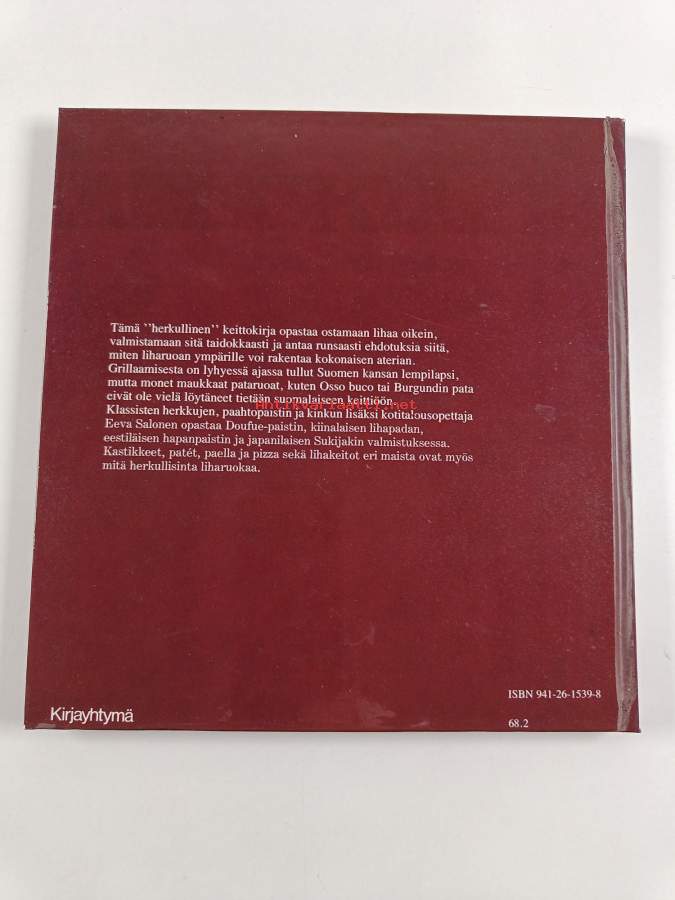 Tämä ''herkullinen'' keittokirja opastaa ostamaan lihaa oikein,
valmistamaan sitä taidokkaasti ja antaa runsaasti ehdotuksia siitä,
miten liharuoan ympärille voi rakentaa kokonaisen aterian.
Grillaamisesta on lyhyessä ajassa tullut Suomen kansan lempilapsi,
mutta monet maukkaat pataruoat, kuten Osso buco tai Burgundin pata
eivät ole vielä löytäneet tietään suomalaiseen keittiöön.
Antikvariaatti.net
Klassisten herkkujen, paahtopaistin ja kinkun lisäksi kotitalousopettaja
Eeva Salonen opastaa Doufue-paistin, kiinalaisen lihapadan,
eestiläisen hapanpaistin ja japanilaisen Sukijakin valmistuksessa.
Kastikkeet, patét, paella ja pizza sekä lihakeitot eri maista ovat myös
mitä herkullisinta liharuokaa.
ISBN 941-26-1539-8
Kirjayhtymä
68.2